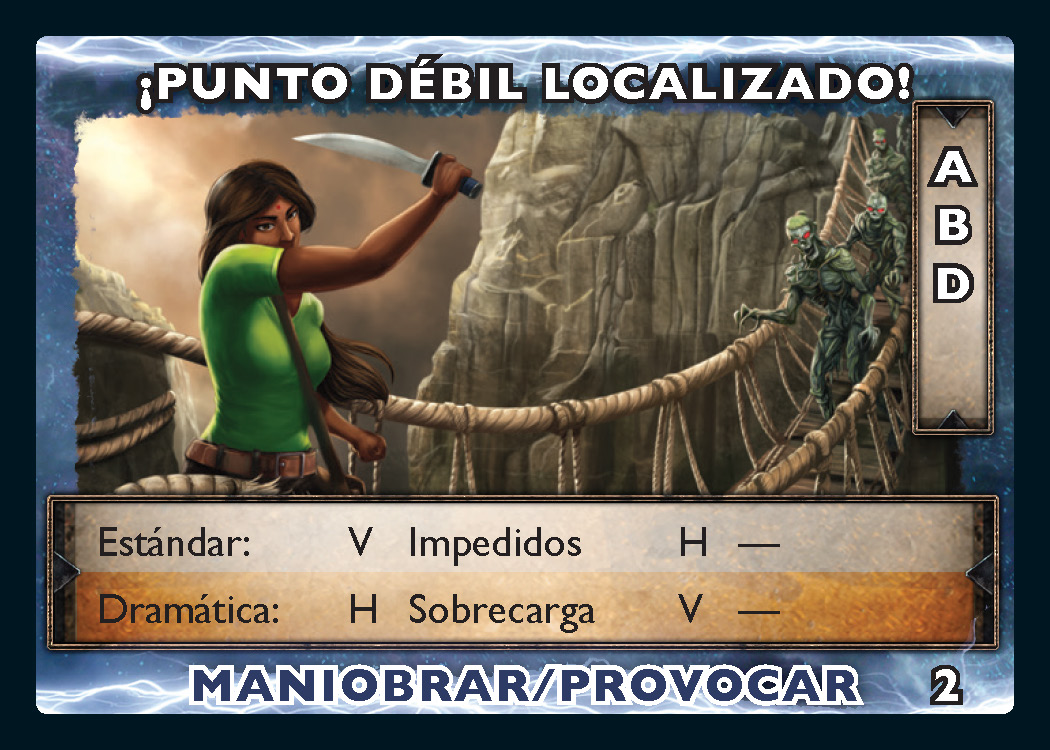 ¡PUNTO DÉBIL LOCALIZADO!
A
B
D
Estándar: V Impedidos H —
Dramática: H Sobrecarga V —
MANIOBRAR/PROVOCAR 2